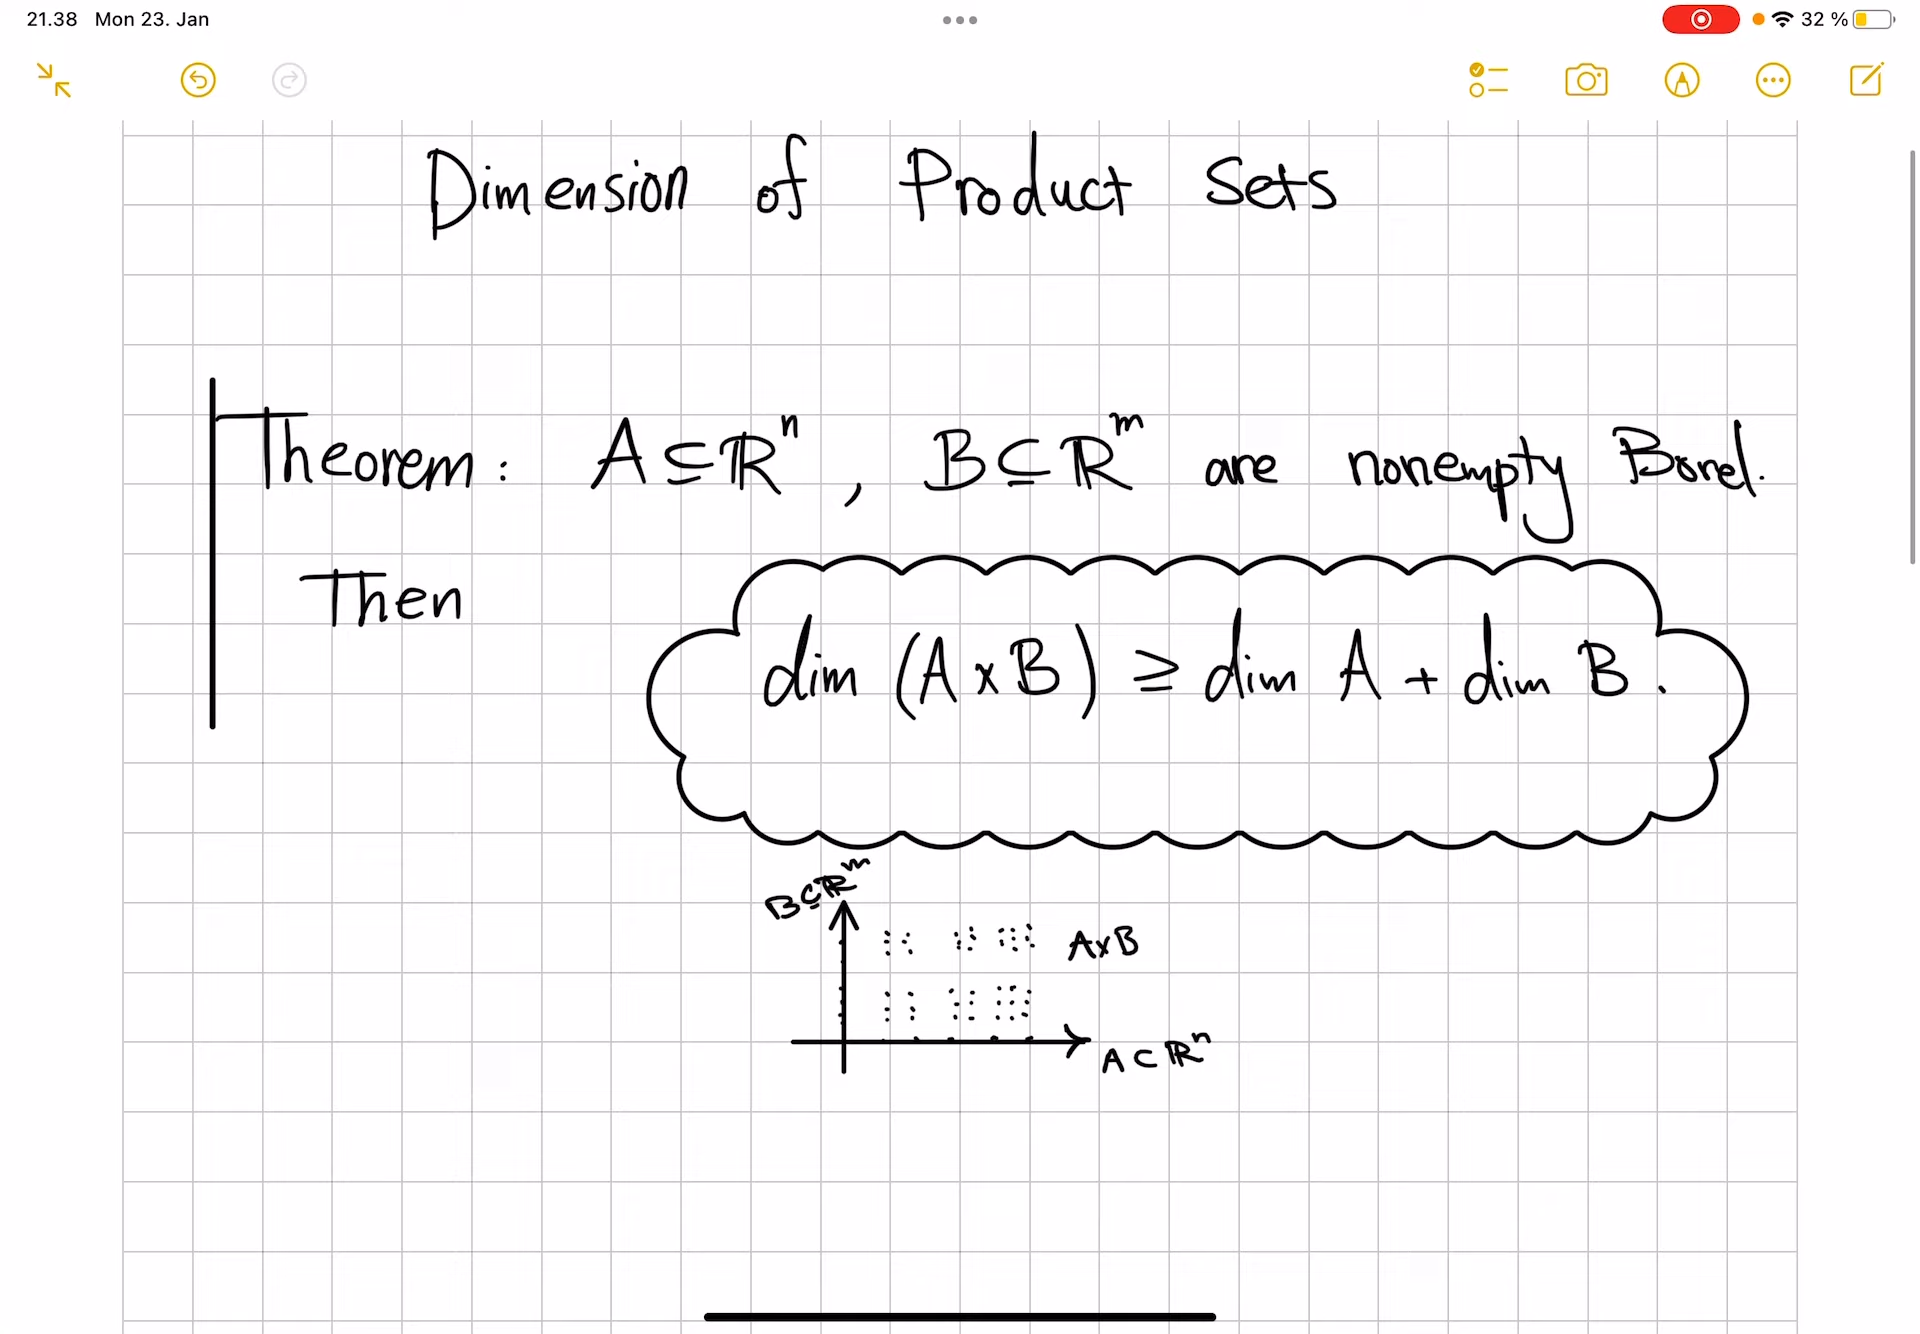 21.38 Mon 23. Jan
32 %
Dimension of Product Sets
Theorem: A ⊆ ℝⁿ, B ⊆ ℝᵐ are nonempty Borel.
Then
dim (A × B) ≥ dim A + dim B.
B ⊆ ℝᵐ
A×B
A ⊂ ℝⁿ